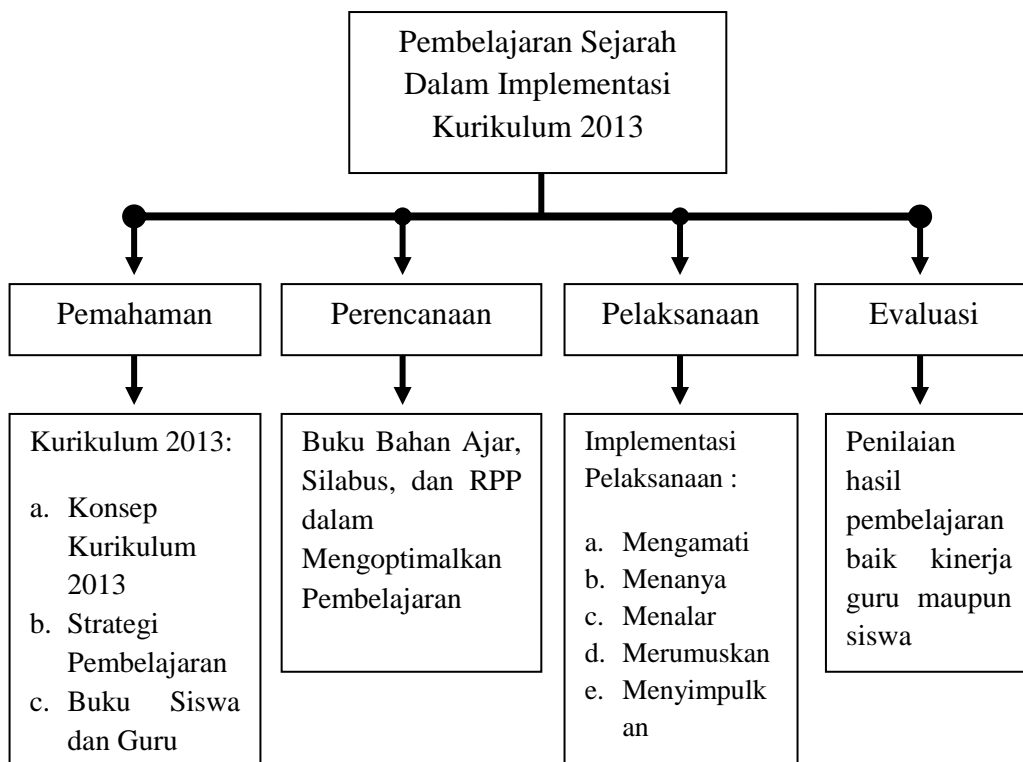 Pembelajaran Sejarah
Dalam Implementasi
Kurikulum 2013
Pemahaman
Perencanaan
Pelaksanaan
Evaluasi
Kurikulum 2013:
a. Konsep
Kurikulum
2013
b. Strategi
Pembelajaran
c. Buku Siswa
dan Guru
Buku Bahan Ajar,
Silabus, dan RPP
dalam
Mengoptimalkan
Pembelajaran
Implementasi
Pelaksanaan :
a. Mengamati
b. Menanya
c. Menalar
d. Merumuskan
e. Menyimpulk
an
Penilaian
hasil
pembelajaran
baik kinerja
guru maupun
siswa